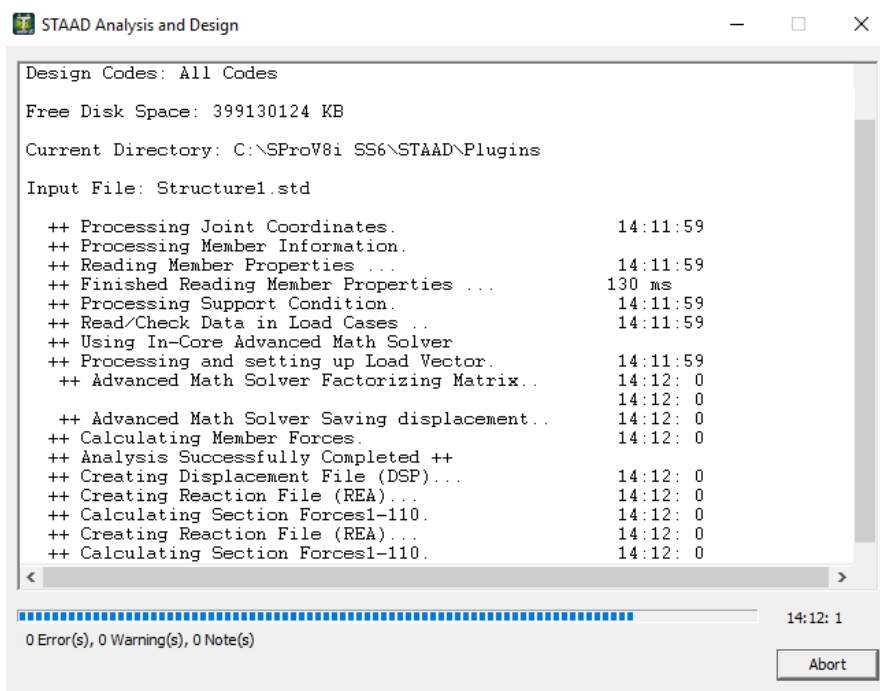 STAAD Analysis and Design
Design Codes: All Codes
Free Disk Space: 399130124 KB
Current Directory: C:\SProV8i SS6\STAAD\Plugins
Input File: Structure1.std
++ Processing Joint Coordinates. 14:11:59
++ Processing Member Information.
++ Reading Member Properties ... 14:11:59
++ Finished Reading Member Properties ... 130 ms
++ Processing Support Condition. 14:11:59
++ Read/Check Data in Load Cases .. 14:11:59
++ Using In-Core Advanced Math Solver
++ Processing and setting up Load Vector. 14:11:59
++ Advanced Math Solver Factorizing Matrix.. 14:12: 0
14:12: 0
++ Advanced Math Solver Saving displacement.. 14:12: 0
++ Calculating Member Forces. 14:12: 0
++ Analysis Successfully Completed ++
++ Creating Displacement File (DSP)... 14:12: 0
++ Creating Reaction File (REA)... 14:12: 0
++ Calculating Section Forces1-110. 14:12: 0
++ Creating Reaction File (REA)... 14:12: 0
++ Calculating Section Forces1-110. 14:12: 0
14:12: 1
0 Error(s), 0 Warning(s), 0 Note(s)
Abort